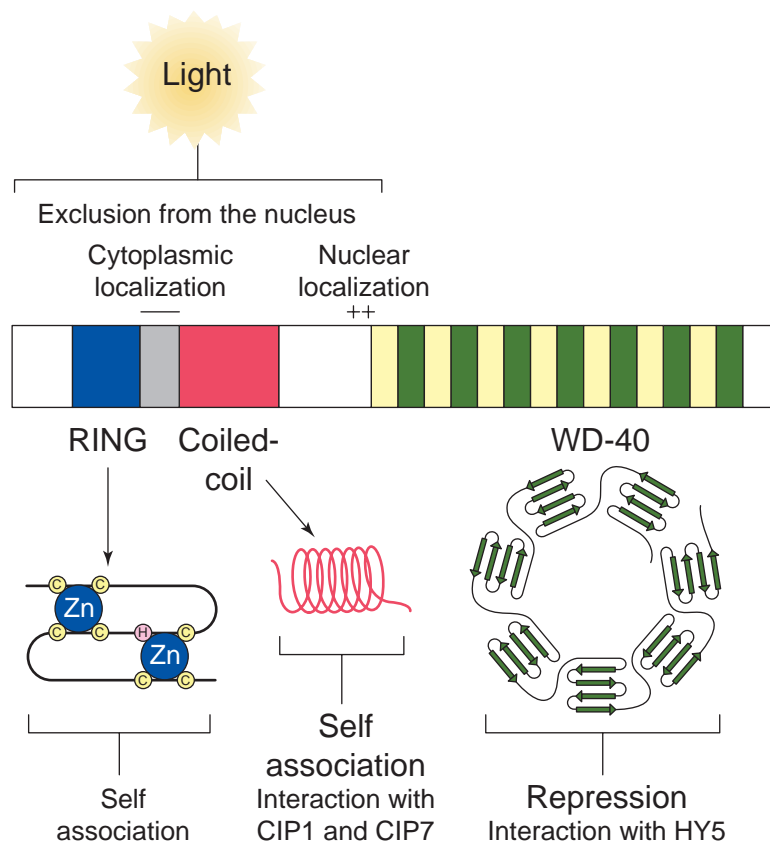 Light
Exclusion from the nucleus
Cytoplasmic
localization
Nuclear
localization
++
RING
Coiled-
coil
WD-40
C C
Zn
C C H C
Zn
C C
Self
association
Self
association
Interaction with
CIP1 and CIP7
Repression
Interaction with HY5